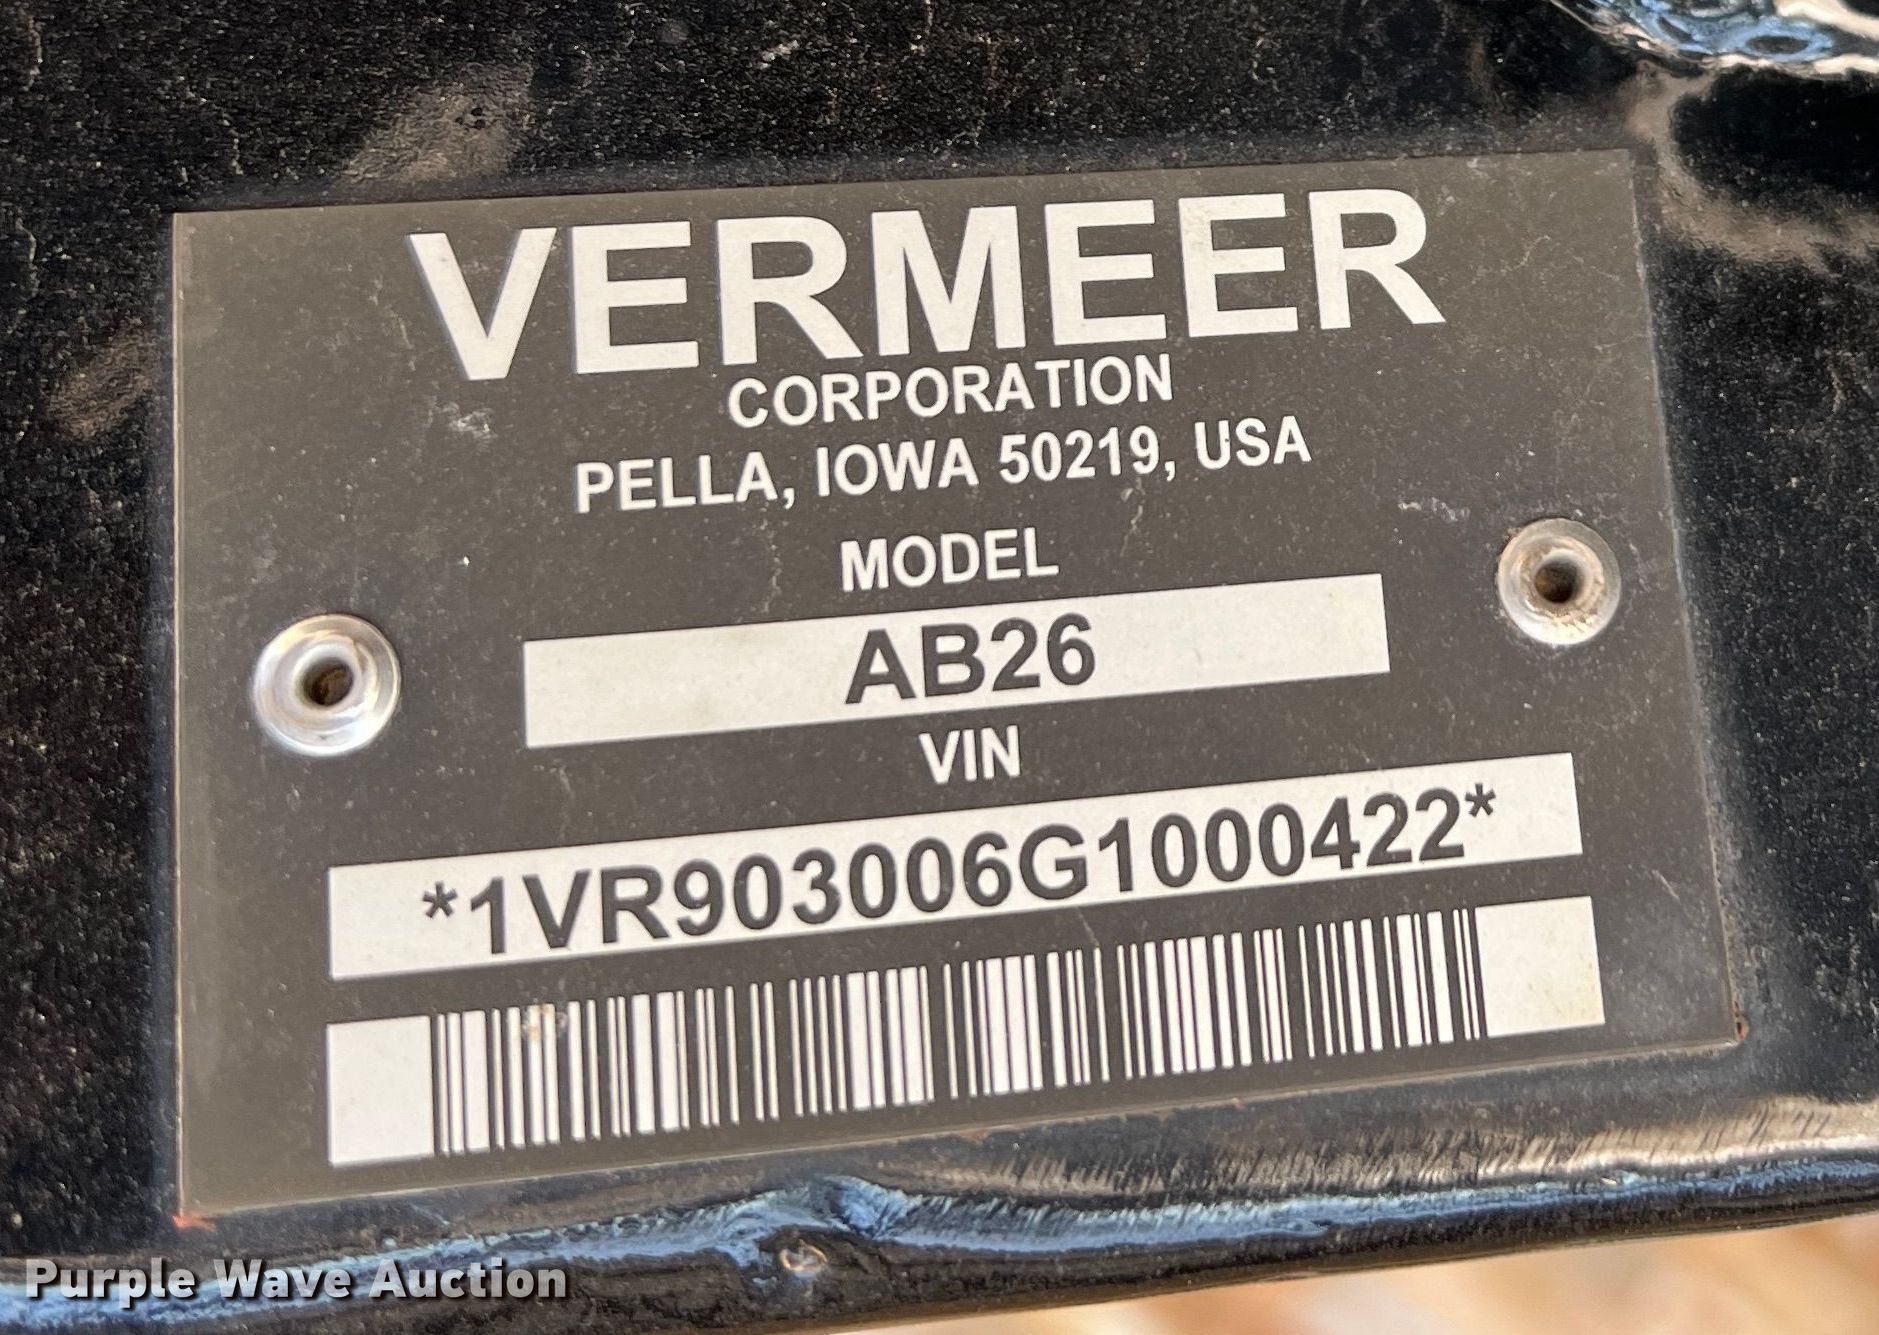 VERMEER
CORPORATION
PELLA, IOWA 50219, USA
MODEL
AB26
VIN
*1VR903006G1000422*
Purple Wave Auction